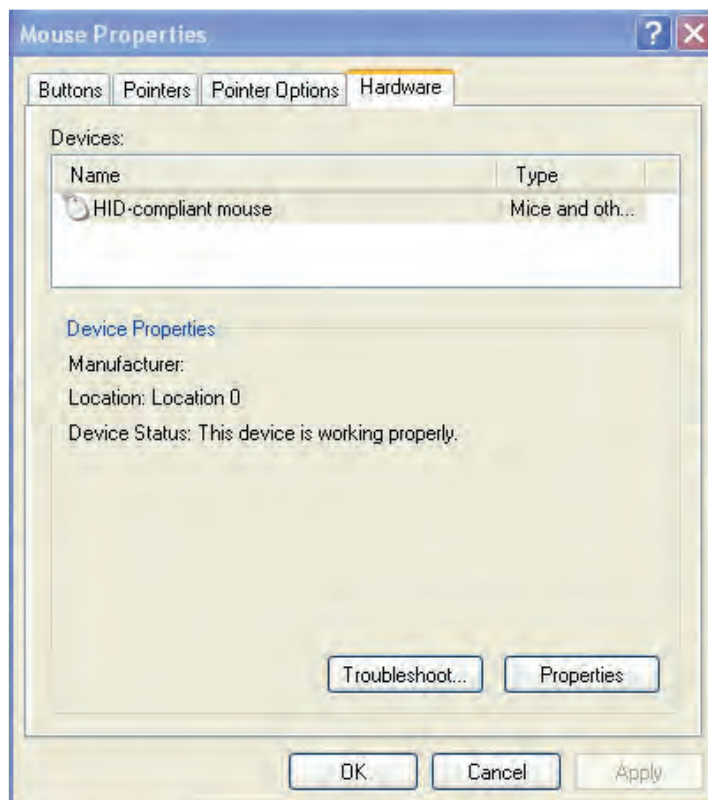 Mouse Properties
?
Buttons Pointers Pointer Options Hardware
Devices:
Name Type
HID-compliant mouse Mice and oth...
Device Properties
Manufacturer:
Location: Location 0
Device Status: This device is working properly.
Troubleshoot... Properties
OK Cancel Apply